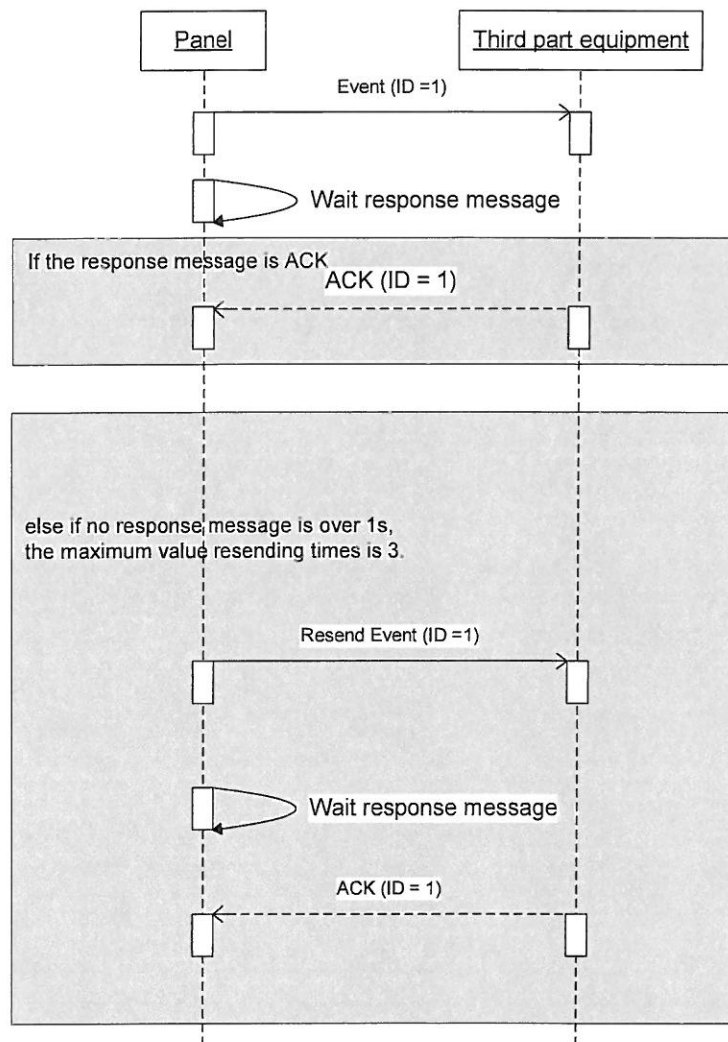 Panel
Third part equipment
Event (ID =1)
Wait response message
If the response message is ACK
ACK (ID = 1)
else if no response message is over 1s,
the maximum value resending times is 3.
Resend Event (ID =1)
Wait response message
ACK (ID = 1)